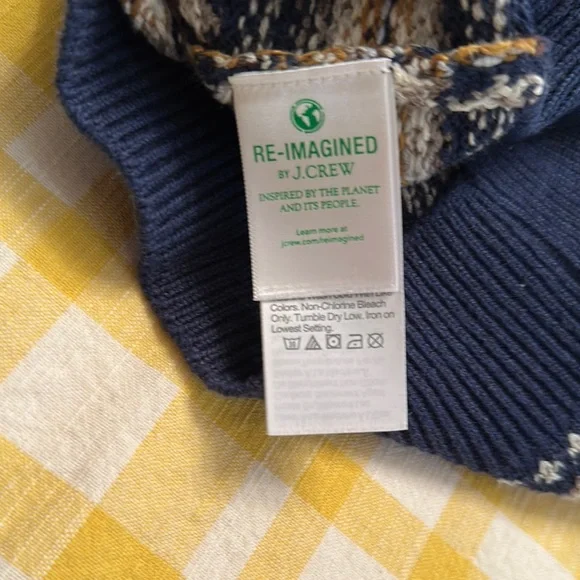 RE-IMAGINED
BY J.CREW
INSPIRED BY THE PLANET
AND ITS PEOPLE.
Learn more at
jcrew.com/reimagined
Colors. Non-Chlorine Bleach
Only. Tumble Dry Low. Iron on
Lowest Setting.